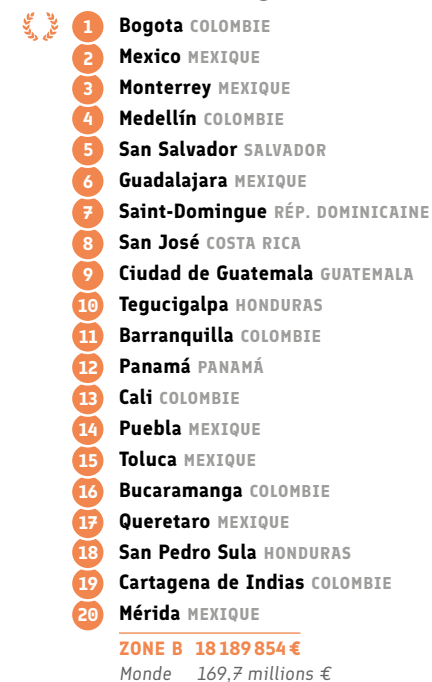 1 Bogota COLOMBIE
2 Mexico MEXIQUE
3 Monterrey MEXIQUE
4 Medellín COLOMBIE
5 San Salvador SALVADOR
6 Guadalajara MEXIQUE
7 Saint-Domingue RÉP. DOMINICAINE
8 San José COSTA RICA
9 Ciudad de Guatemala GUATEMALA
10 Tegucigalpa HONDURAS
11 Barranquilla COLOMBIE
12 Panamá PANAMÁ
13 Cali COLOMBIE
14 Puebla MEXIQUE
15 Toluca MEXIQUE
16 Bucaramanga COLOMBIE
17 Queretaro MEXIQUE
18 San Pedro Sula HONDURAS
19 Cartagena de Indias COLOMBIE
20 Mérida MEXIQUE
ZONE B 18 189 854 €
Monde 169,7 millions €